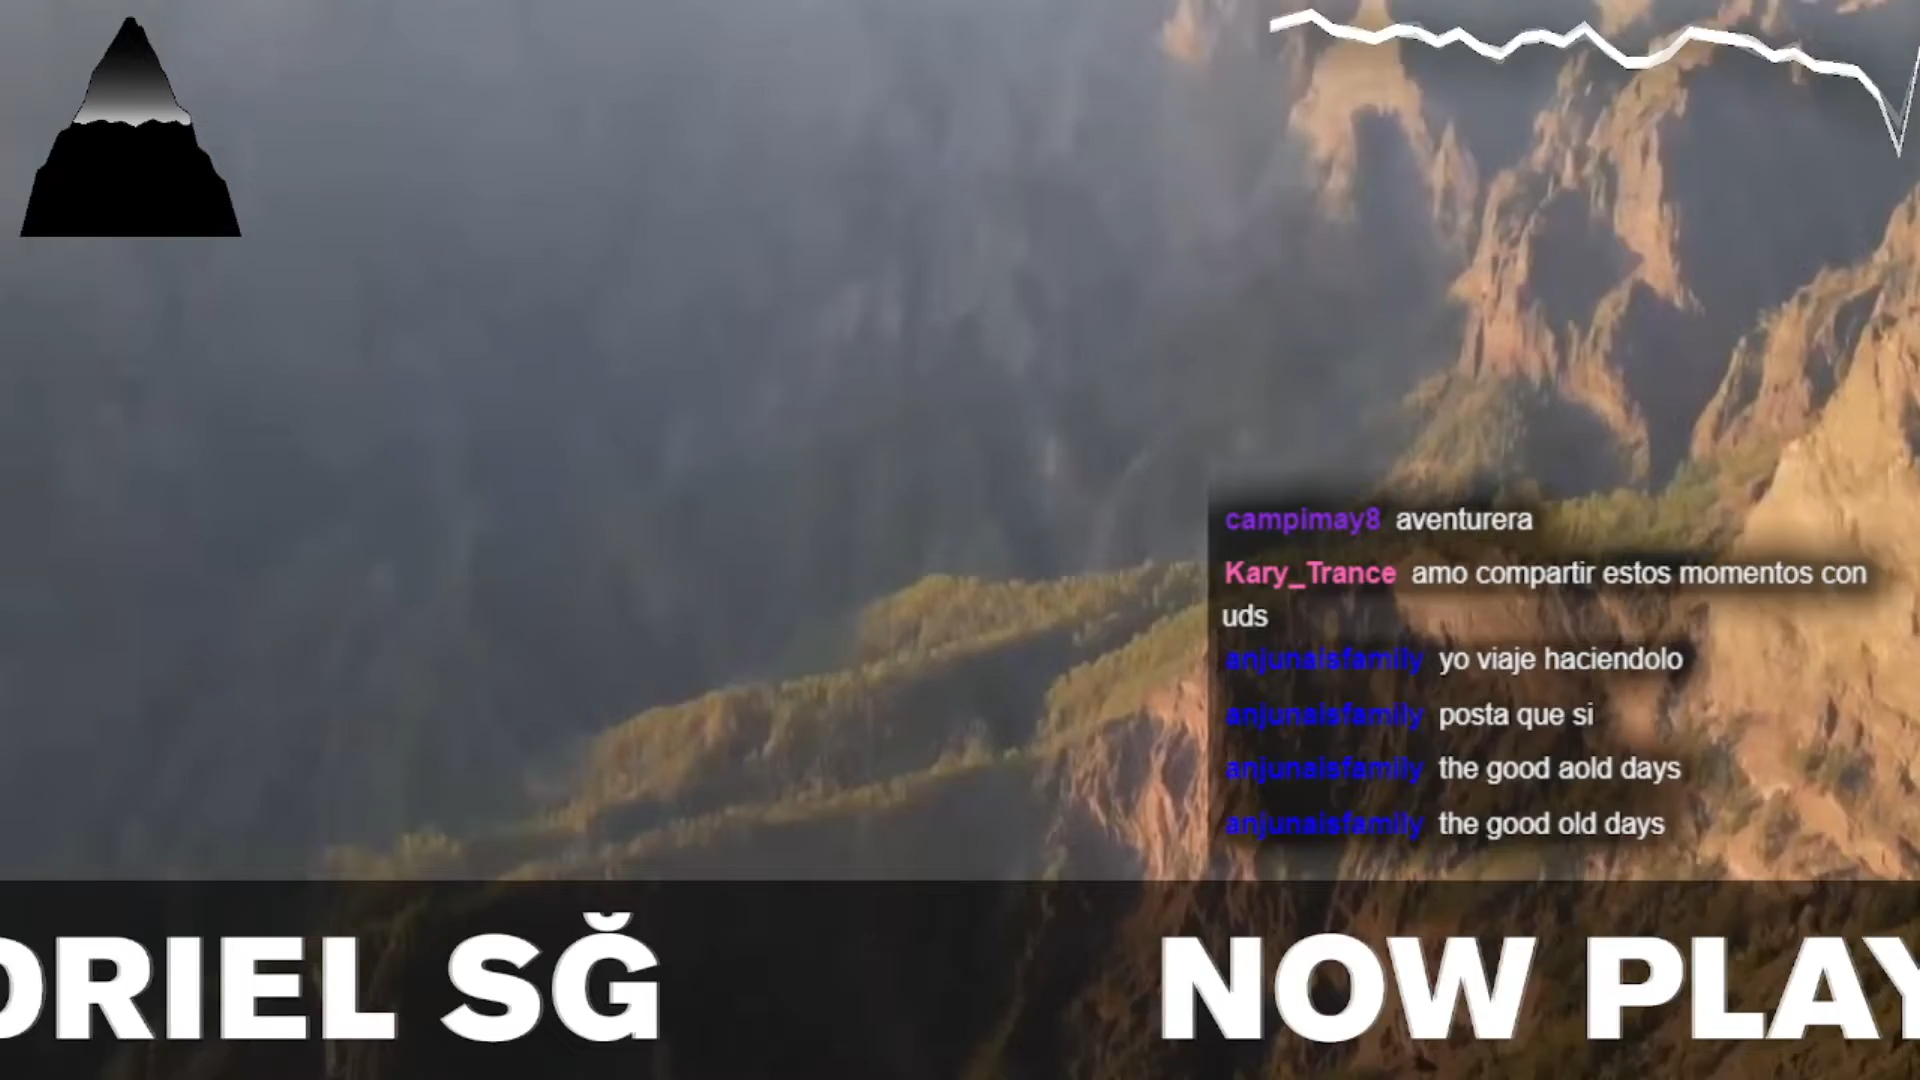 campimay8 aventurera
Kary_Trance amo compartir estos momentos con
uds
anjunaisfamily yo viaje haciendolo
anjunaisfamily posta que si
anjunaisfamily the good aold days
anjunaisfamily the good old days
ORIEL SĞ NOW PLAY